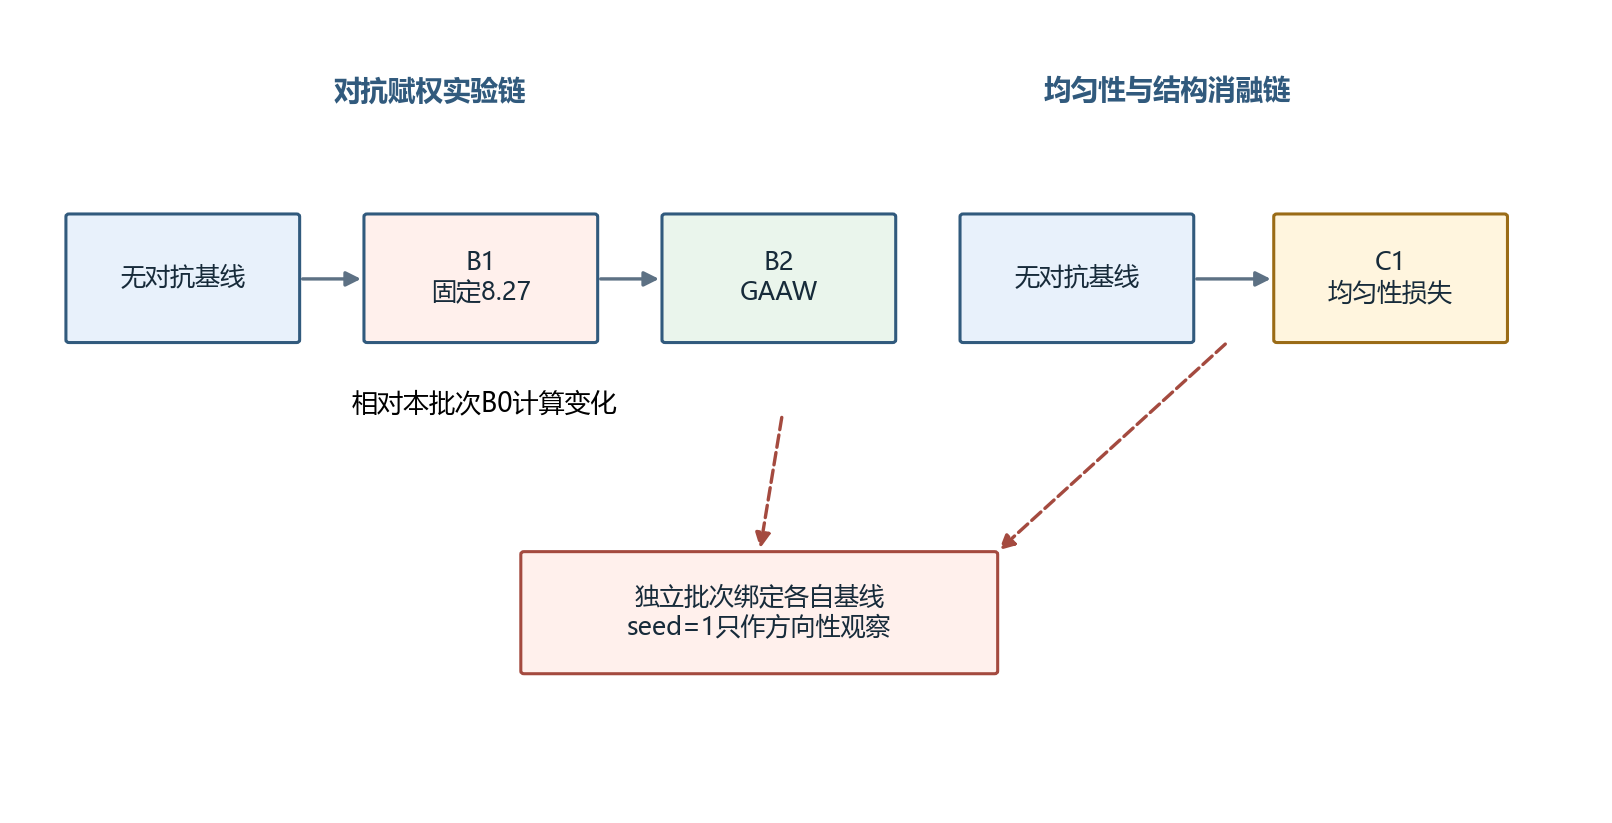 对抗赋权实验链
均匀性与结构消融链
无对抗基线
B1
固定8.27
B2
GAAW
无对抗基线
C1
均匀性损失
相对本批次B0计算变化
独立批次绑定各自基线
seed=1只作方向性观察